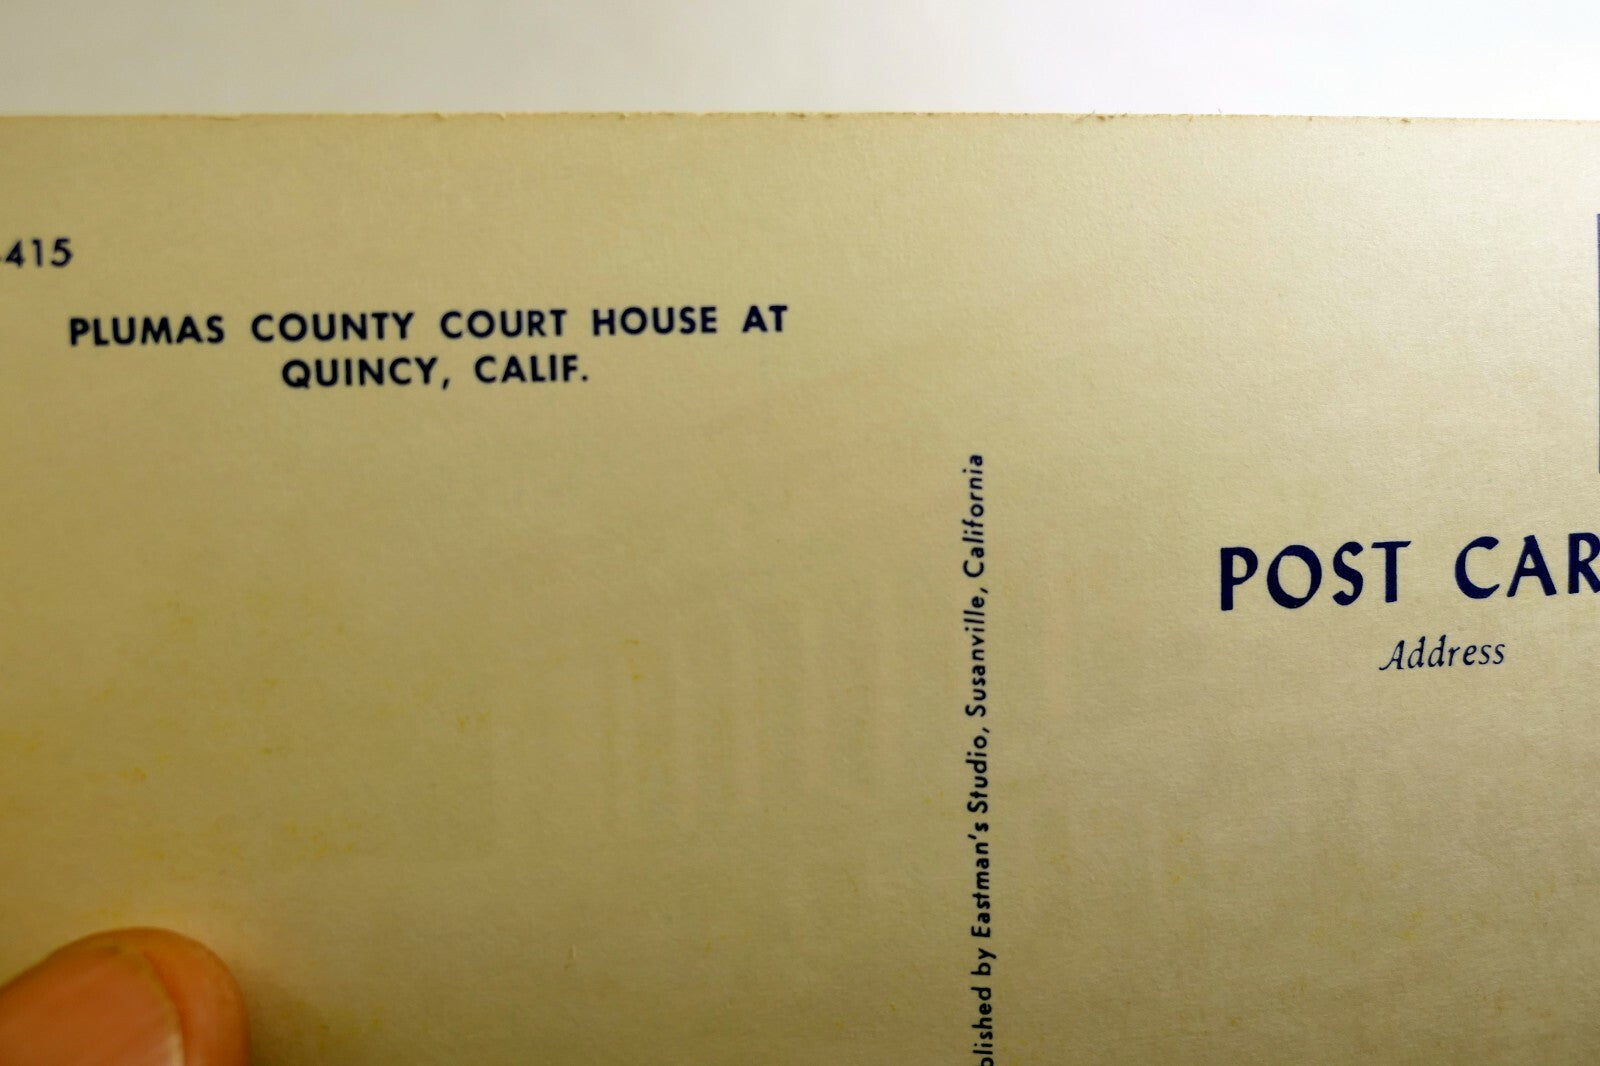 -415
PLUMAS COUNTY COURT HOUSE AT
QUINCY, CALIF.
blished by Eastman's Studio, Susanville, California
POST CAR
Address